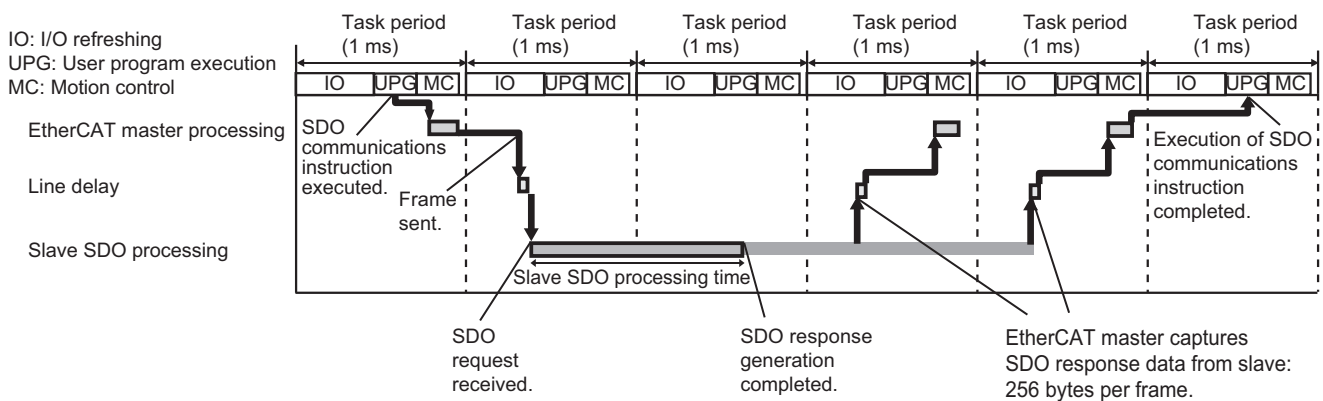 IO: I/O refreshing
UPG: User program execution
MC: Motion control
Task period
(1 ms)
Task period
(1 ms)
Task period
(1 ms)
Task period
(1 ms)
Task period
(1 ms)
Task period
(1 ms)
IO UPG MC IO UPG MC IO UPG MC IO UPG MC IO UPG MC IO UPG MC
EtherCAT master processing
SDO
communications
instruction
executed.
Frame
sent.
Execution of SDO
communications
instruction
completed.
Line delay
Slave SDO processing
Slave SDO processing time
SDO
request
received.
SDO response
generation
completed.
EtherCAT master captures
SDO response data from slave:
256 bytes per frame.